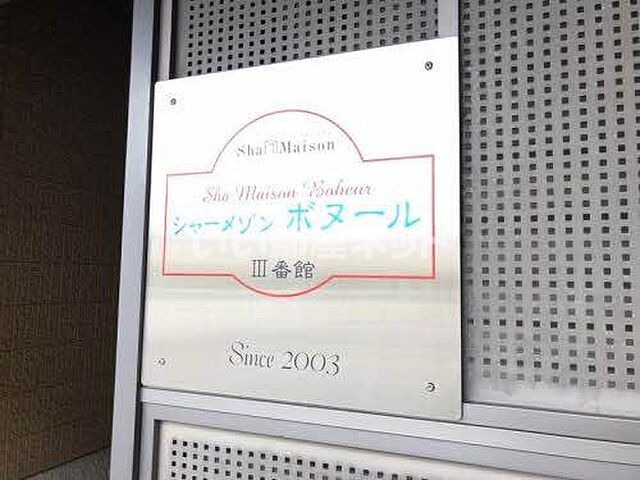 Sha Maison
Sha Maison Boheur
シャーメゾン ボヌール
III番館
Since 2003